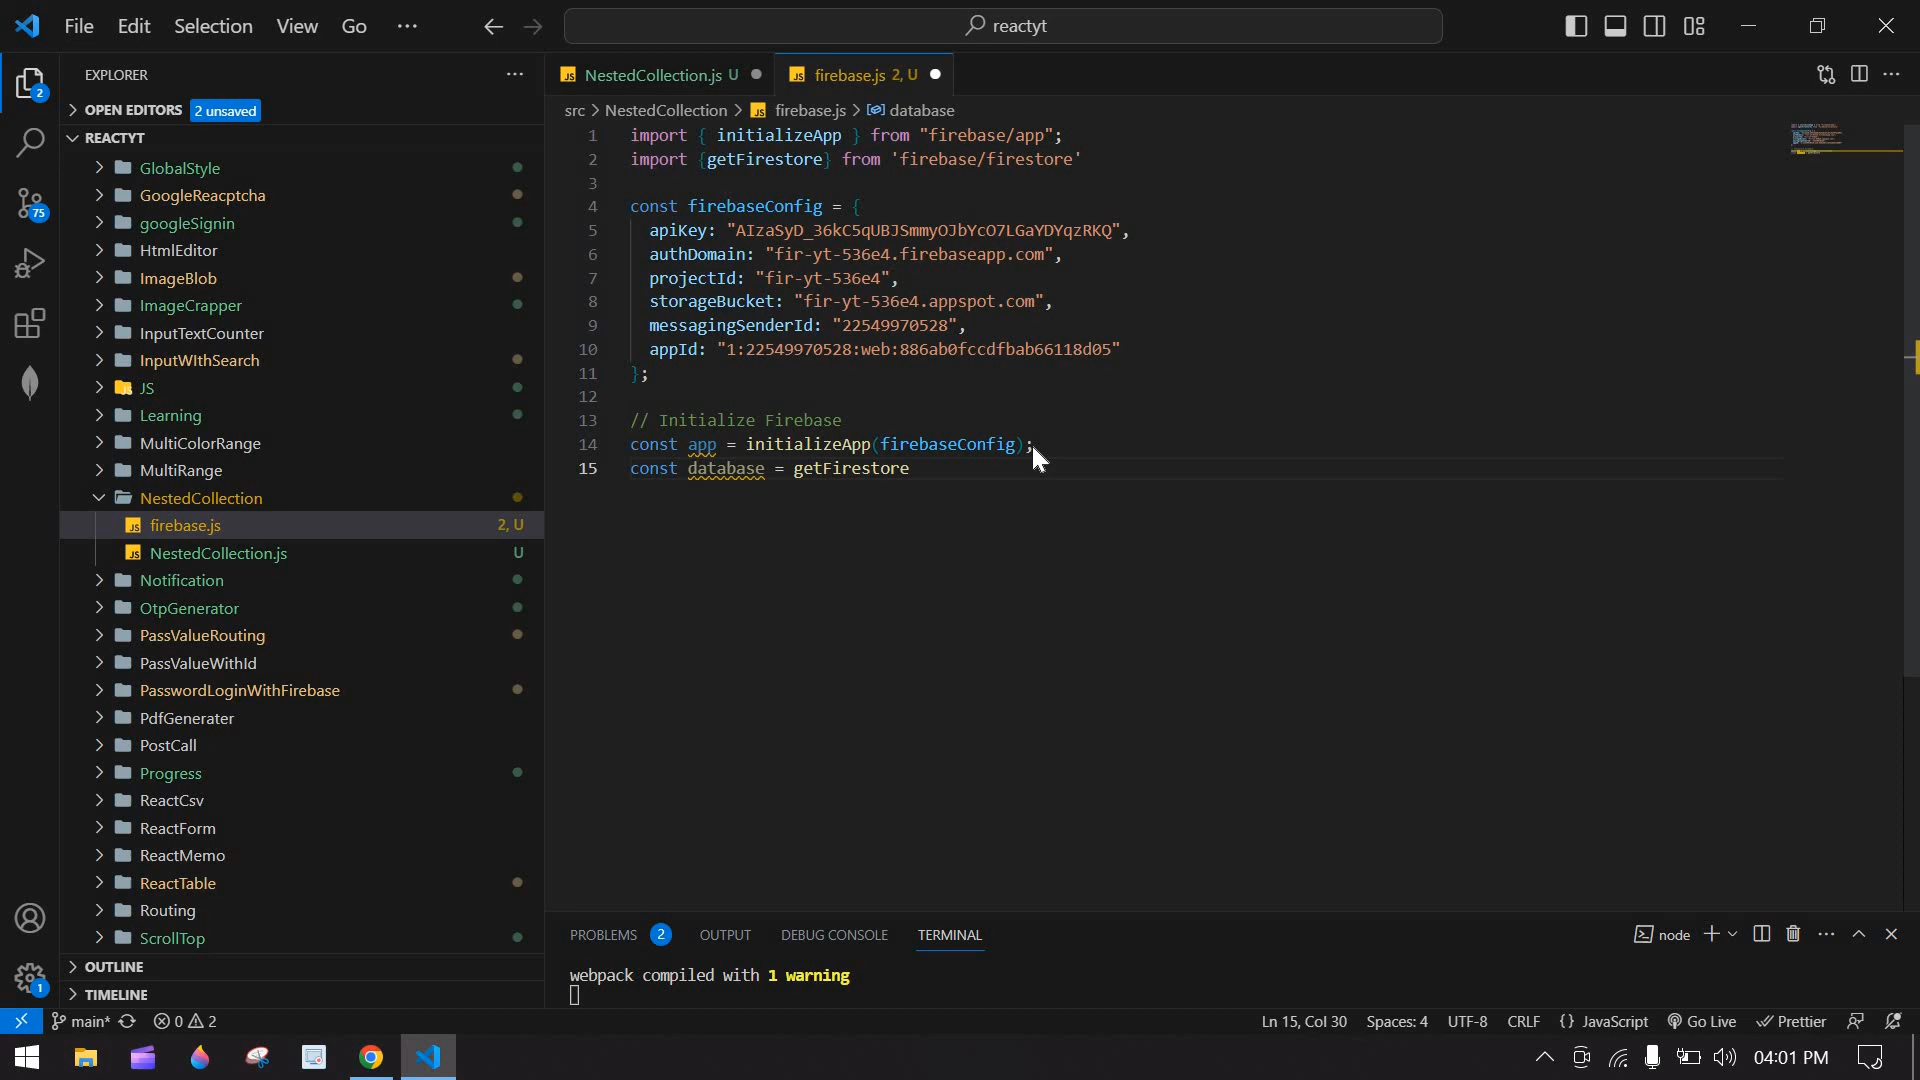 File Edit Selection View Go ···
reactyt
EXPLORER ···
OPEN EDITORS 2 unsaved
REACTYT
GlobalStyle
GoogleReacptcha
googleSignin
HtmlEditor
ImageBlob
ImageCrapper
InputTextCounter
InputWIthSearch
JS
Learning
MultiColorRange
MultiRange
NestedCollection
firebase.js 2, U
NestedCollection.js U
Notification
OtpGenerator
PassValueRouting
PassValueWithId
PasswordLoginWithFirebase
PdfGenerater
PostCall
Progress
ReactCsv
ReactForm
ReactMemo
ReactTable
Routing
ScrollTop
OUTLINE
TIMELINE
2
75
1
JS NestedCollection.js U JS firebase.js 2, U
src > NestedCollection > JS firebase.js > database
1 import { initializeApp } from "firebase/app";
2 import {getFirestore} from 'firebase/firestore'
3
4 const firebaseConfig = {
5 apiKey: "AIzaSyD_36kC5qUBJSmmyOJbYcO7LGaYDYqzRKQ",
6 authDomain: "fir-yt-536e4.firebaseapp.com",
7 projectId: "fir-yt-536e4",
8 storageBucket: "fir-yt-536e4.appspot.com",
9 messagingSenderId: "22549970528",
10 appId: "1:22549970528:web:886ab0fccdfbab66118d05"
11 };
12
13 // Initialize Firebase
14 const app = initializeApp(firebaseConfig);
15 const database = getFirestore
PROBLEMS 2 OUTPUT DEBUG CONSOLE TERMINAL node
webpack compiled with 1 warning
main* 0 2 Ln 15, Col 30 Spaces: 4 UTF-8 CRLF {} JavaScript Go Live Prettier
04:01 PM